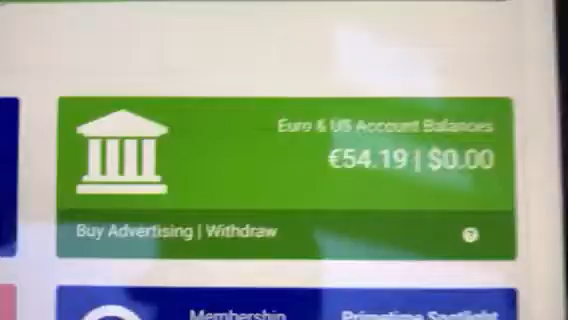 Euro & US Account Balances
€54.19 | $0.00
Buy Advertising | Withdraw
?
Membership
Primetime Spotlight